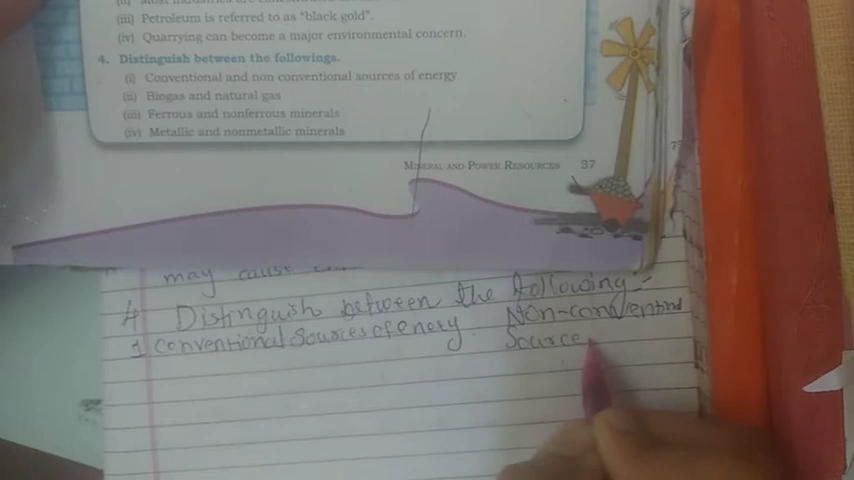 (iii) Petroleum is referred to as "black gold".
(iv) Quarrying can become a major environmental concern.
4. Distinguish between the followings.
(i) Conventional and non conventional sources of energy
(ii) Biogas and natural gas
(iii) Ferrous and nonferrous minerals
(iv) Metallic and nonmetallic minerals
MINERAL AND POWER RESOURCES 37
may cause
4 Distinguish between the following:-
1 Conventional Sources of enery. Non-conventinal
Source